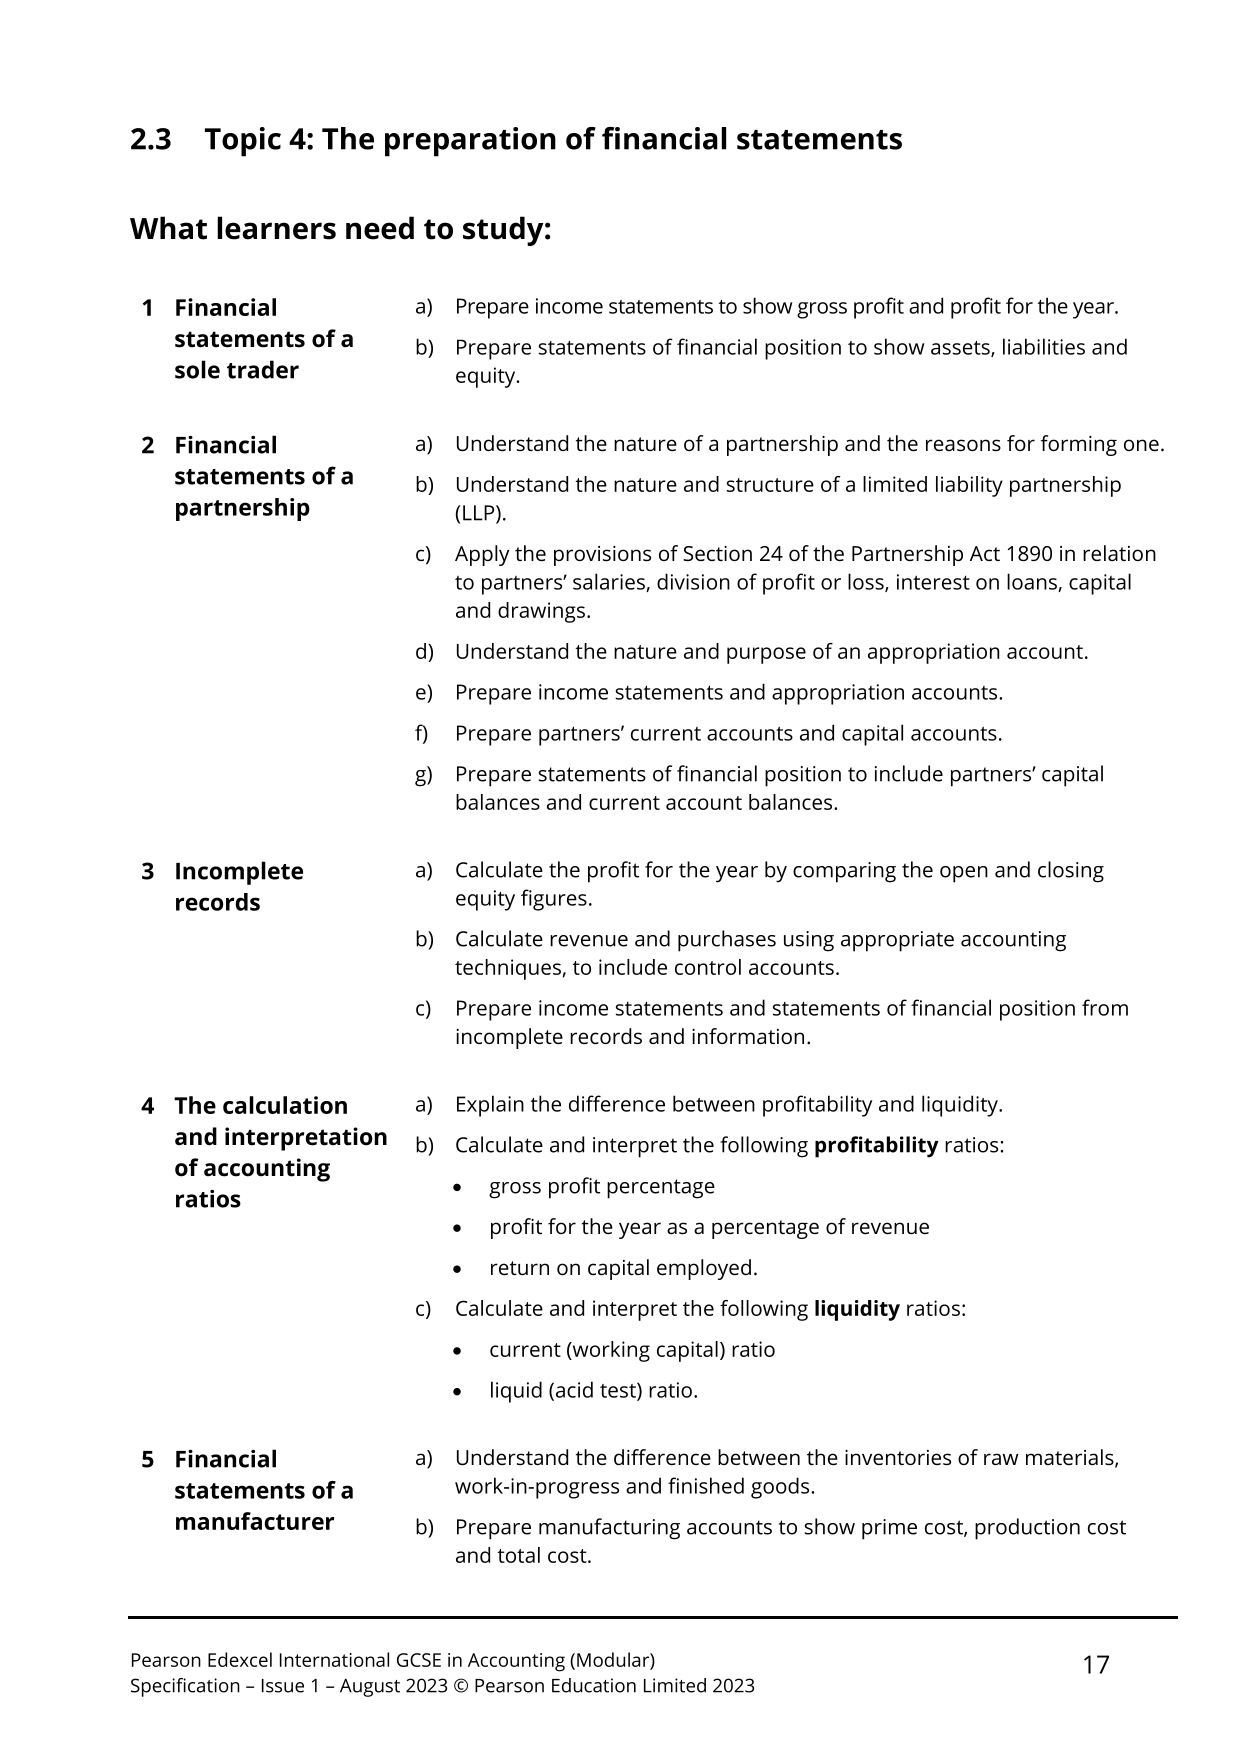 2.3 Topic 4: The preparation of financial statements
What learners need to study:
1 Financial
statements of a
sole trader
a) Prepare income statements to show gross profit and profit for the year.
b) Prepare statements of financial position to show assets, liabilities and
equity.
2 Financial
statements of a
partnership
a) Understand the nature of a partnership and the reasons for forming one.
b) Understand the nature and structure of a limited liability partnership
(LLP).
c) Apply the provisions of Section 24 of the Partnership Act 1890 in relation
to partners’ salaries, division of profit or loss, interest on loans, capital
and drawings.
d) Understand the nature and purpose of an appropriation account.
e) Prepare income statements and appropriation accounts.
f) Prepare partners’ current accounts and capital accounts.
g) Prepare statements of financial position to include partners’ capital
balances and current account balances.
3 Incomplete
records
a) Calculate the profit for the year by comparing the open and closing
equity figures.
b) Calculate revenue and purchases using appropriate accounting
techniques, to include control accounts.
c) Prepare income statements and statements of financial position from
incomplete records and information.
4 The calculation
and interpretation
of accounting
ratios
a) Explain the difference between profitability and liquidity.
b) Calculate and interpret the following profitability ratios:
• gross profit percentage
• profit for the year as a percentage of revenue
• return on capital employed.
c) Calculate and interpret the following liquidity ratios:
• current (working capital) ratio
• liquid (acid test) ratio.
5 Financial
statements of a
manufacturer
a) Understand the difference between the inventories of raw materials,
work-in-progress and finished goods.
b) Prepare manufacturing accounts to show prime cost, production cost
and total cost.
Pearson Edexcel International GCSE in Accounting (Modular)
Specification – Issue 1 – August 2023 © Pearson Education Limited 2023
17